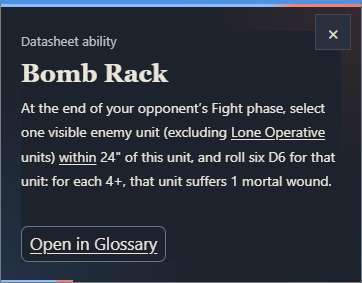 Datasheet ability
Bomb Rack
At the end of your opponent’s Fight phase, select
one visible enemy unit (excluding Lone Operative
units) within 24" of this unit, and roll six D6 for that
unit: for each 4+, that unit suffers 1 mortal wound.
Open in Glossary